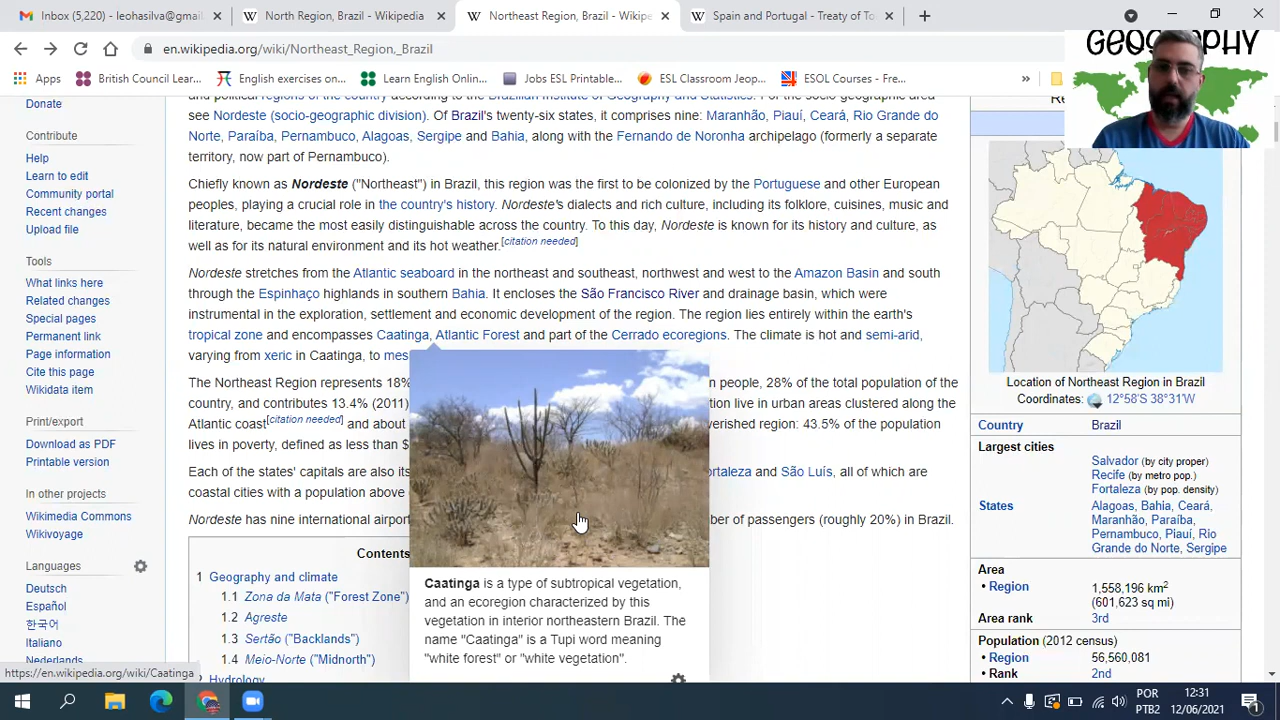 Inbox (5,220) - leohasilva@gmai
North Region, Brazil - Wikipedia
Northeast Region, Brazil - Wikipe
Spain and Portugal - Treaty of To
en.wikipedia.org/wiki/Northeast_Region,_Brazil
GEOGRAPHY
Apps
British Council Lear...
English exercises on...
Learn English Onlin...
Jobs ESL Printable...
ESL Classroom Jeop...
ESOL Courses - Fre...
»
Donate
Contribute
Help
Learn to edit
Community portal
Recent changes
Upload file
Tools
What links here
Related changes
Special pages
Permanent link
Page information
Cite this page
Wikidata item
Print/export
Download as PDF
Printable version
In other projects
Wikimedia Commons
Wikivoyage
Languages
Deutsch
Español
한국어
Italiano
Nederlands
and political regions of the country according to the Brazilian Institute of Geography and Statistics. For the socio-geographic area
see Nordeste (socio-geographic division). Of Brazil's twenty-six states, it comprises nine: Maranhão, Piauí, Ceará, Rio Grande do
Norte, Paraíba, Pernambuco, Alagoas, Sergipe and Bahia, along with the Fernando de Noronha archipelago (formerly a separate
territory, now part of Pernambuco).
Chiefly known as Nordeste ("Northeast") in Brazil, this region was the first to be colonized by the Portuguese and other European
peoples, playing a crucial role in the country's history. Nordeste's dialects and rich culture, including its folklore, cuisines, music and
literature, became the most easily distinguishable across the country. To this day, Nordeste is known for its history and culture, as
well as for its natural environment and its hot weather.[citation needed]
Nordeste stretches from the Atlantic seaboard in the northeast and southeast, northwest and west to the Amazon Basin and south
through the Espinhaço highlands in southern Bahia. It encloses the São Francisco River and drainage basin, which were
instrumental in the exploration, settlement and economic development of the region. The region lies entirely within the earth's
tropical zone and encompasses Caatinga, Atlantic Forest and part of the Cerrado ecoregions. The climate is hot and semi-arid,
varying from xeric in Caatinga, to mes
The Northeast Region represents 18% n people, 28% of the total population of the
country, and contributes 13.4% (2011) tion live in urban areas clustered along the
Atlantic coast[citation needed] and about verished region: 43.5% of the population
lives in poverty, defined as less than $
Each of the states' capitals are also its ortaleza and São Luís, all of which are
coastal cities with a population above
Nordeste has nine international airport ber of passengers (roughly 20%) in Brazil.
Contents
1 Geography and climate
1.1 Zona da Mata ("Forest Zone")
1.2 Agreste
1.3 Sertão ("Backlands")
1.4 Meio-Norte ("Midnorth")
Hydrology
Caatinga is a type of subtropical vegetation,
and an ecoregion characterized by this
vegetation in interior northeastern Brazil. The
name "Caatinga" is a Tupi word meaning
"white forest" or "white vegetation".
Location of Northeast Region in Brazil
Coordinates: 12°58'S 38°31'W
Country Brazil
Largest cities
Salvador (by city proper)
Recife (by metro pop.)
Fortaleza (by pop. density)
States Alagoas, Bahia, Ceará,
Maranhão, Paraíba,
Pernambuco, Piauí, Rio
Grande do Norte, Sergipe
Area
• Region 1,558,196 km2
(601,623 sq mi)
Area rank 3rd
Population (2012 census)
• Region 56,560,081
• Rank 2nd
https://en.wikipedia.org/wiki/Caatinga
POR
PTB2
12:31
12/06/2021
1